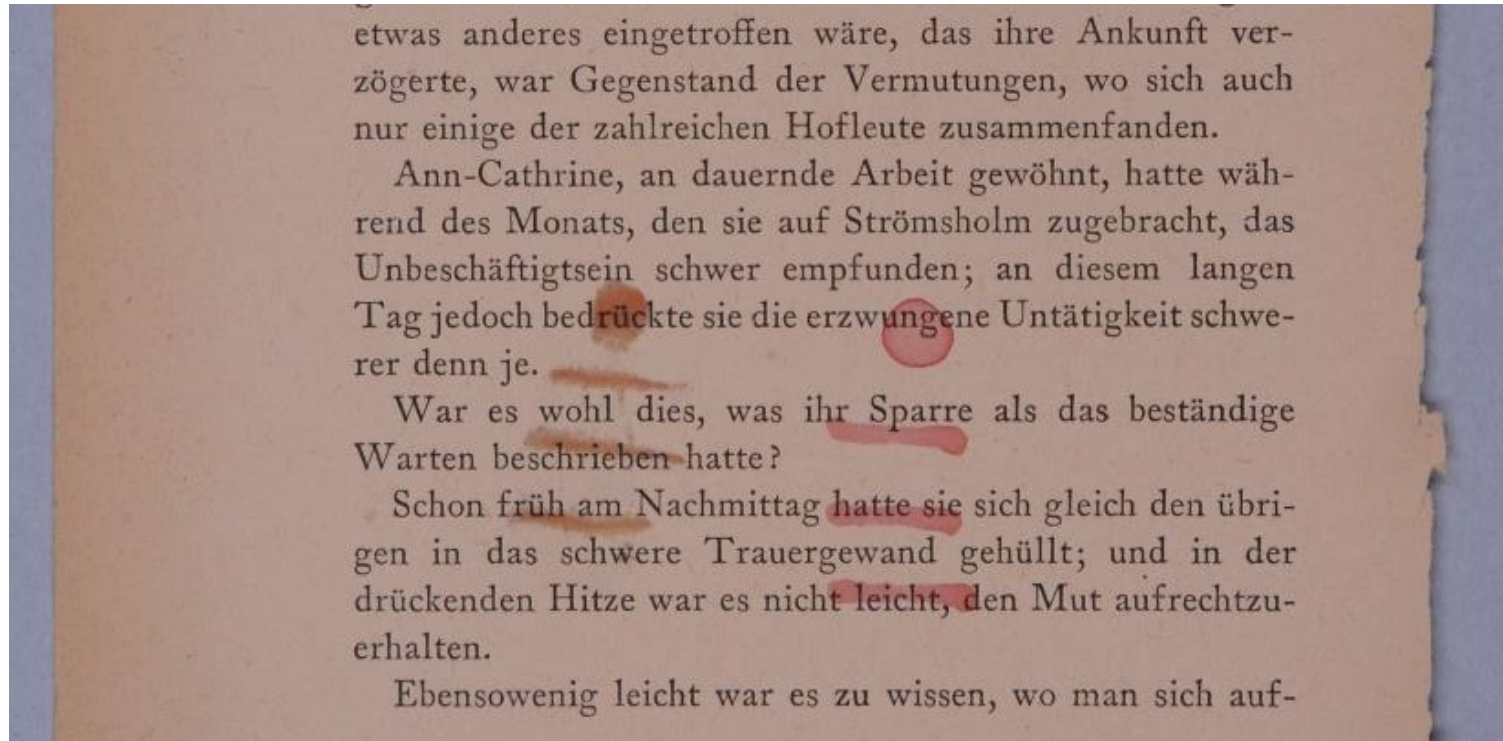 etwas anderes eingetroffen wäre, das ihre Ankunft ver-
zögerte, war Gegenstand der Vermutungen, wo sich auch
nur einige der zahlreichen Hofleute zusammenfanden.
Ann-Cathrine, an dauernde Arbeit gewöhnt, hatte wäh-
rend des Monats, den sie auf Strömsholm zugebracht, das
Unbeschäftigtsein schwer empfunden; an diesem langen
Tag jedoch bedrückte sie die erzwungene Untätigkeit schwe-
rer denn je.
War es wohl dies, was ihr Sparre als das beständige
Warten beschrieben hatte?
Schon früh am Nachmittag hatte sie sich gleich den übri-
gen in das schwere Trauergewand gehüllt; und in der
drückenden Hitze war es nicht leicht, den Mut aufrechtzu-
erhalten.
Ebensowenig leicht war es zu wissen, wo man sich auf-